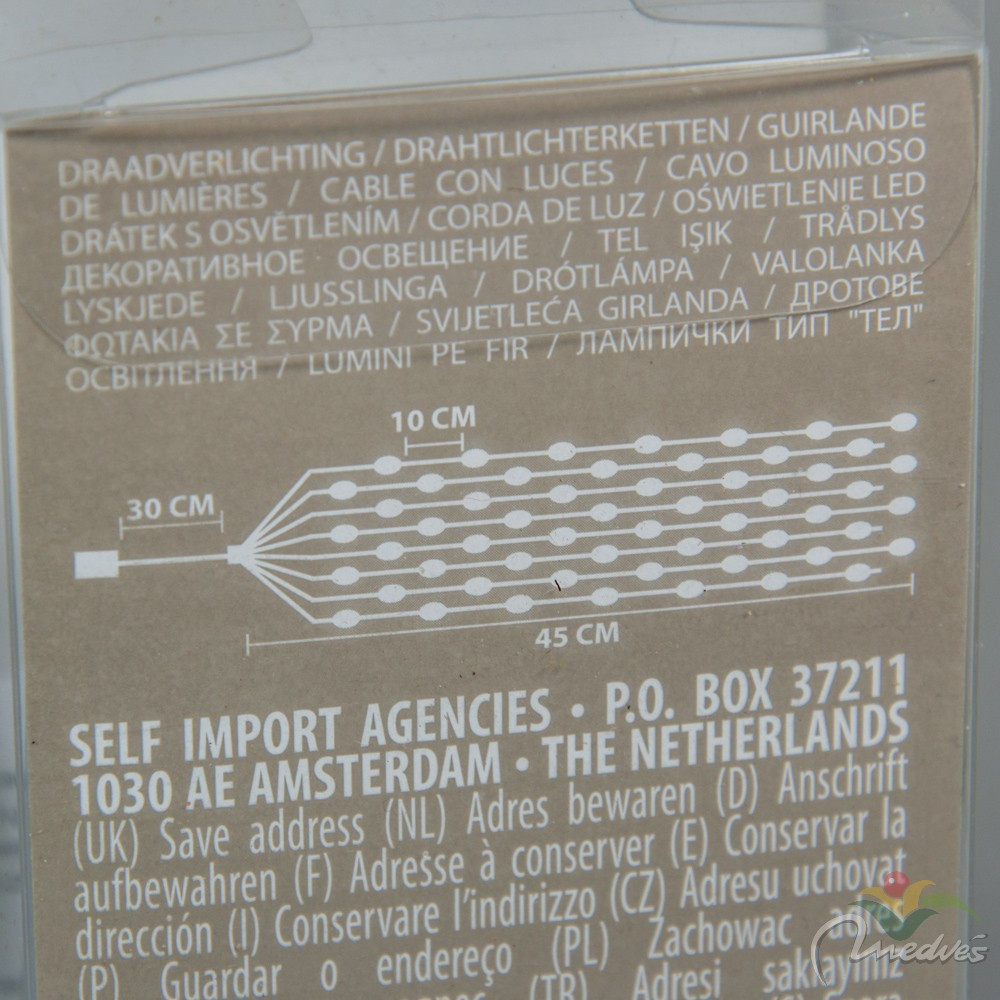 DRAADVERLICHTING / DRAHTLICHTERKETTEN / GUIRLANDE
DE LUMIÈRES / CABLE CON LUCES / CAVO LUMINOSO
DRÁTEK S OSVĚTLENÍM / CORDA DE LUZ / OŚWIETLENIE LED
ДЕКОРАТИВНОЕ ОСВЕЩЕНИЕ / TEL IŞIK / TRÅDLYS
LYSKJEDE / LJUSSLINGA / DRÓTLÁMPA / VALOLANKA
ΦΩΤΑΚΙΑ ΣΕ ΣΥΡΜΑ / SVIJETLEĆA GIRLANDA / ДРОТОВЕ
ОСВІТЛЕННЯ / LUMINI PE FIR / ЛАМПИЧКИ ТИП "ТЕЛ"
10 CM
30 CM
45 CM
SELF IMPORT AGENCIES • P.O. BOX 37211
1030 AE AMSTERDAM • THE NETHERLANDS
(UK) Save address (NL) Adres bewaren (D) Anschrift
aufbewahren (F) Adresse à conserver (E) Conservar la
dirección (I) Conservare l'indirizzo (CZ) Adresu uchovat
(P) Guardar o endereço (PL) Zachowac adres
(TR) Adresi saklayınız
Medves